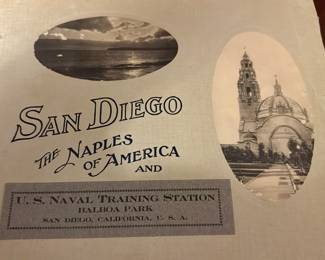 SAN DIEGO
THE NAPLES
OF AMERICA
AND
U. S. NAVAL TRAINING STATION
BALBOA PARK
SAN DIEGO, CALIFORNIA, U. S. A.